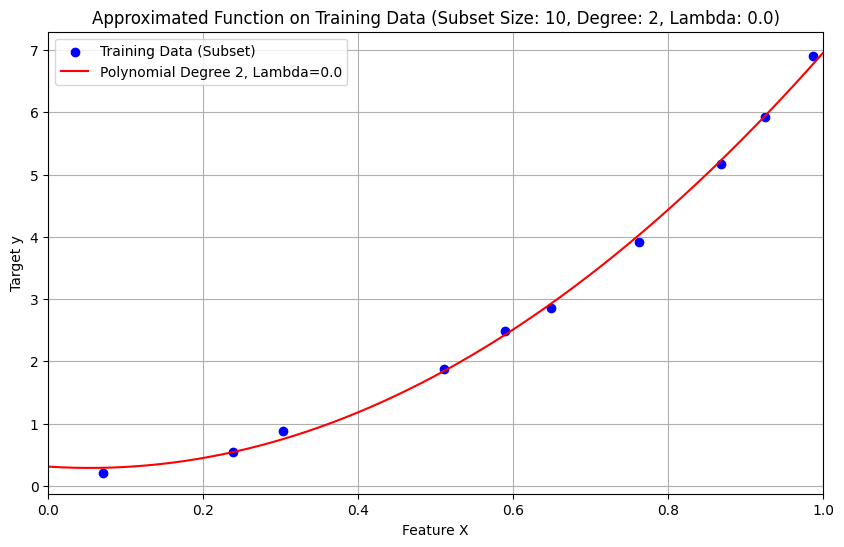 Approximated Function on Training Data (Subset Size: 10, Degree: 2, Lambda: 0.0)
Training Data (Subset)
Polynomial Degree 2, Lambda=0.0
7
6
5
4
3
2
1
0
Target y
0.0 0.2 0.4 0.6 0.8 1.0
Feature X